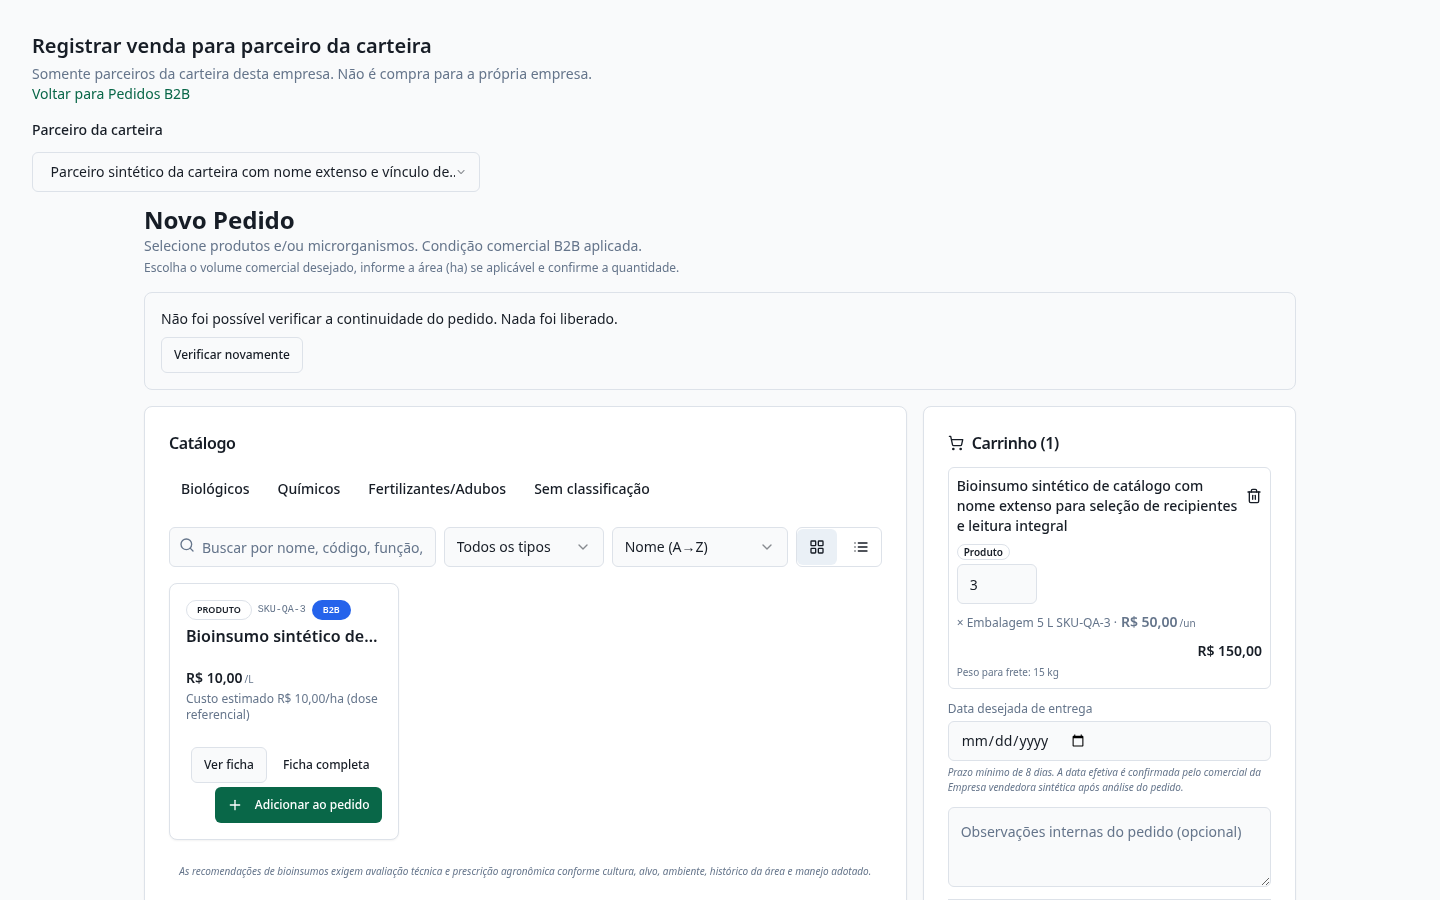 Registrar venda para parceiro da carteira
Somente parceiros da carteira desta empresa. Não é compra para a própria empresa.
Voltar para Pedidos B2B
Parceiro da carteira
Parceiro sintético da carteira com nome extenso e vínculo de..
Novo Pedido
Selecione produtos e/ou microrganismos. Condição comercial B2B aplicada.
Escolha o volume comercial desejado, informe a área (ha) se aplicável e confirme a quantidade.
Não foi possível verificar a continuidade do pedido. Nada foi liberado.
Verificar novamente
Catálogo
Biológicos Químicos Fertilizantes/Adubos Sem classificação
Buscar por nome, código, função,
Todos os tipos
Nome (A→Z)
PRODUTO SKU-QA-3 B2B
Bioinsumo sintético de...
R$ 10,00 /L
Custo estimado R$ 10,00/ha (dose
referencial)
Ver ficha Ficha completa
Adicionar ao pedido
As recomendações de bioinsumos exigem avaliação técnica e prescrição agronômica conforme cultura, alvo, ambiente, histórico da área e manejo adotado.
Carrinho (1)
Bioinsumo sintético de catálogo com
nome extenso para seleção de recipientes
e leitura integral
Produto
3
× Embalagem 5 L SKU-QA-3 · R$ 50,00 /un
R$ 150,00
Peso para frete: 15 kg
Data desejada de entrega
mm/dd/yyyy
Prazo mínimo de 8 dias. A data efetiva é confirmada pelo comercial da
Empresa vendedora sintética após análise do pedido.
Observações internas do pedido (opcional)